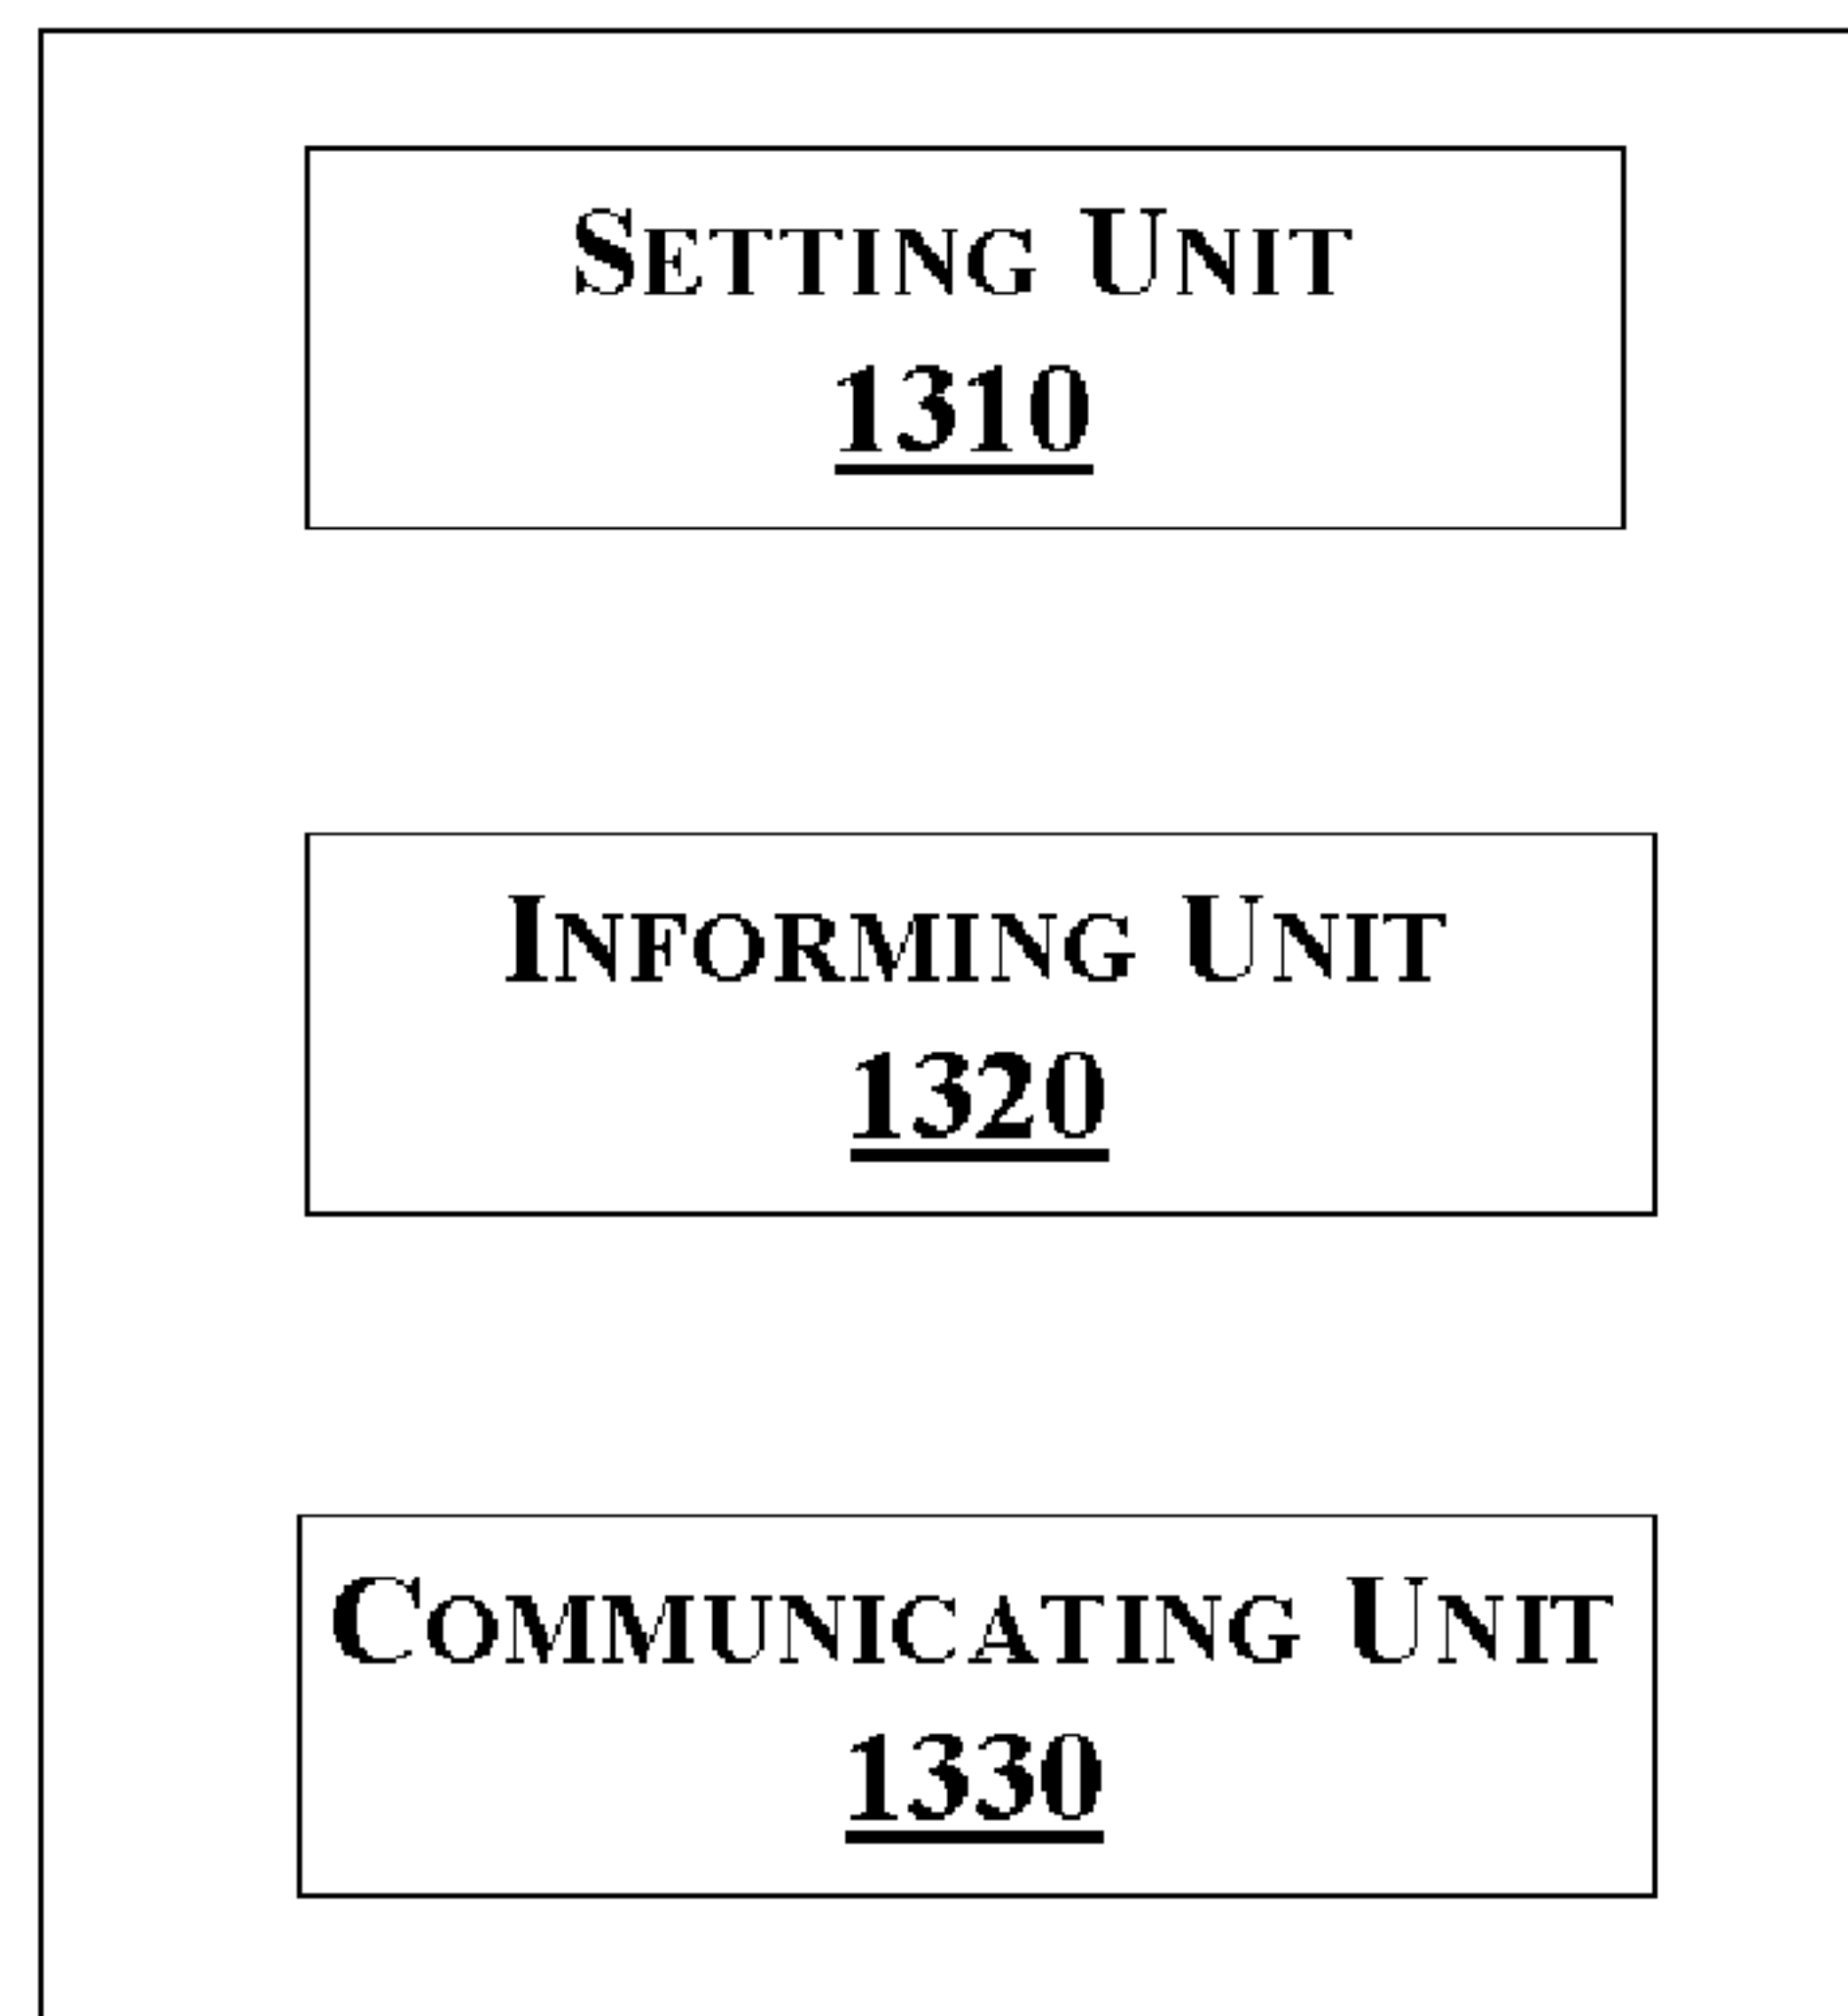 Setting Unit
1310
Informing Unit
1320
Communicating Unit
1330